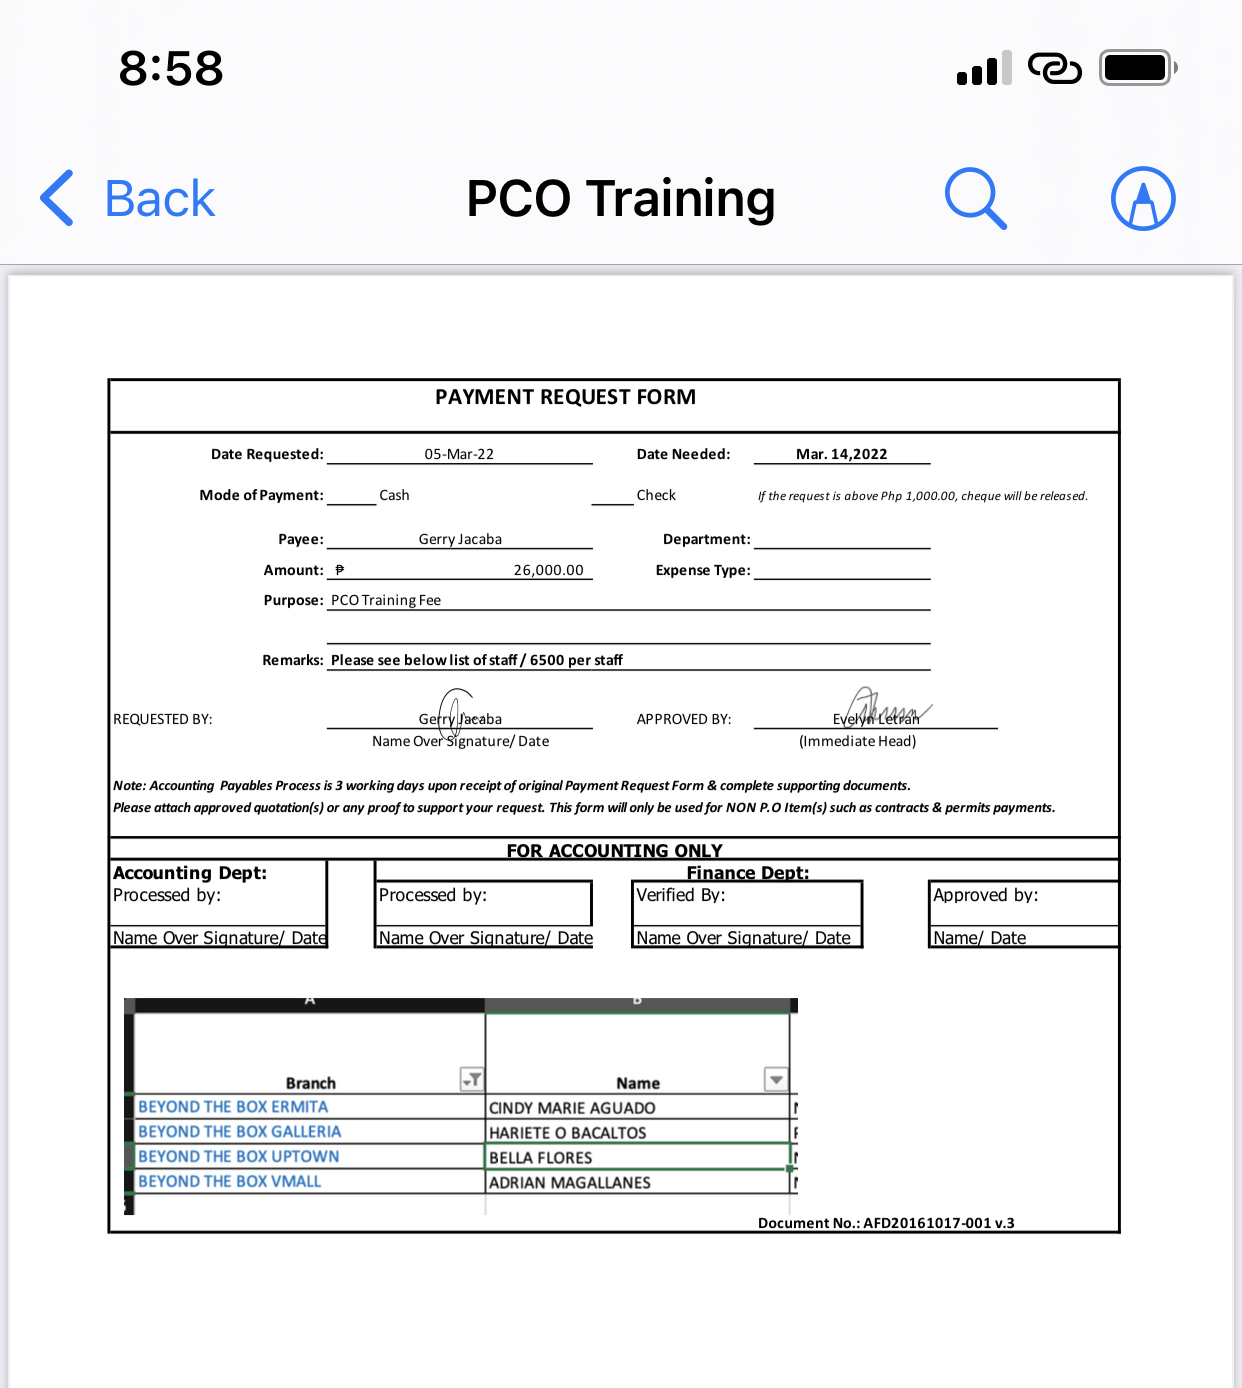 8:58
Back
PCO Training
PAYMENT REQUEST FORM
Date Requested: 05-Mar-22 Date Needed: Mar. 14,2022
Mode of Payment: Cash Check If the request is above Php 1,000.00, cheque will be released.
Payee: Gerry Jacaba Department:
Amount: ₱ 26,000.00 Expense Type:
Purpose: PCO Training Fee
Remarks: Please see below list of staff / 6500 per staff
REQUESTED BY: Gerry Jacaba APPROVED BY: Evelyn Letran
Name Over Signature/ Date (Immediate Head)
Note: Accounting Payables Process is 3 working days upon receipt of original Payment Request Form & complete supporting documents.
Please attach approved quotation(s) or any proof to support your request. This form will only be used for NON P.O Item(s) such as contracts & permits payments.
FOR ACCOUNTING ONLY
Accounting Dept: Finance Dept:
Processed by: Processed by: Verified By: Approved by:
Name Over Signature/ Date Name Over Signature/ Date Name Over Signature/ Date Name/ Date
A B
Branch Name
BEYOND THE BOX ERMITA CINDY MARIE AGUADO
BEYOND THE BOX GALLERIA HARIETE O BACALTOS
BEYOND THE BOX UPTOWN BELLA FLORES
BEYOND THE BOX VMALL ADRIAN MAGALLANES
Document No.: AFD20161017-001 v.3